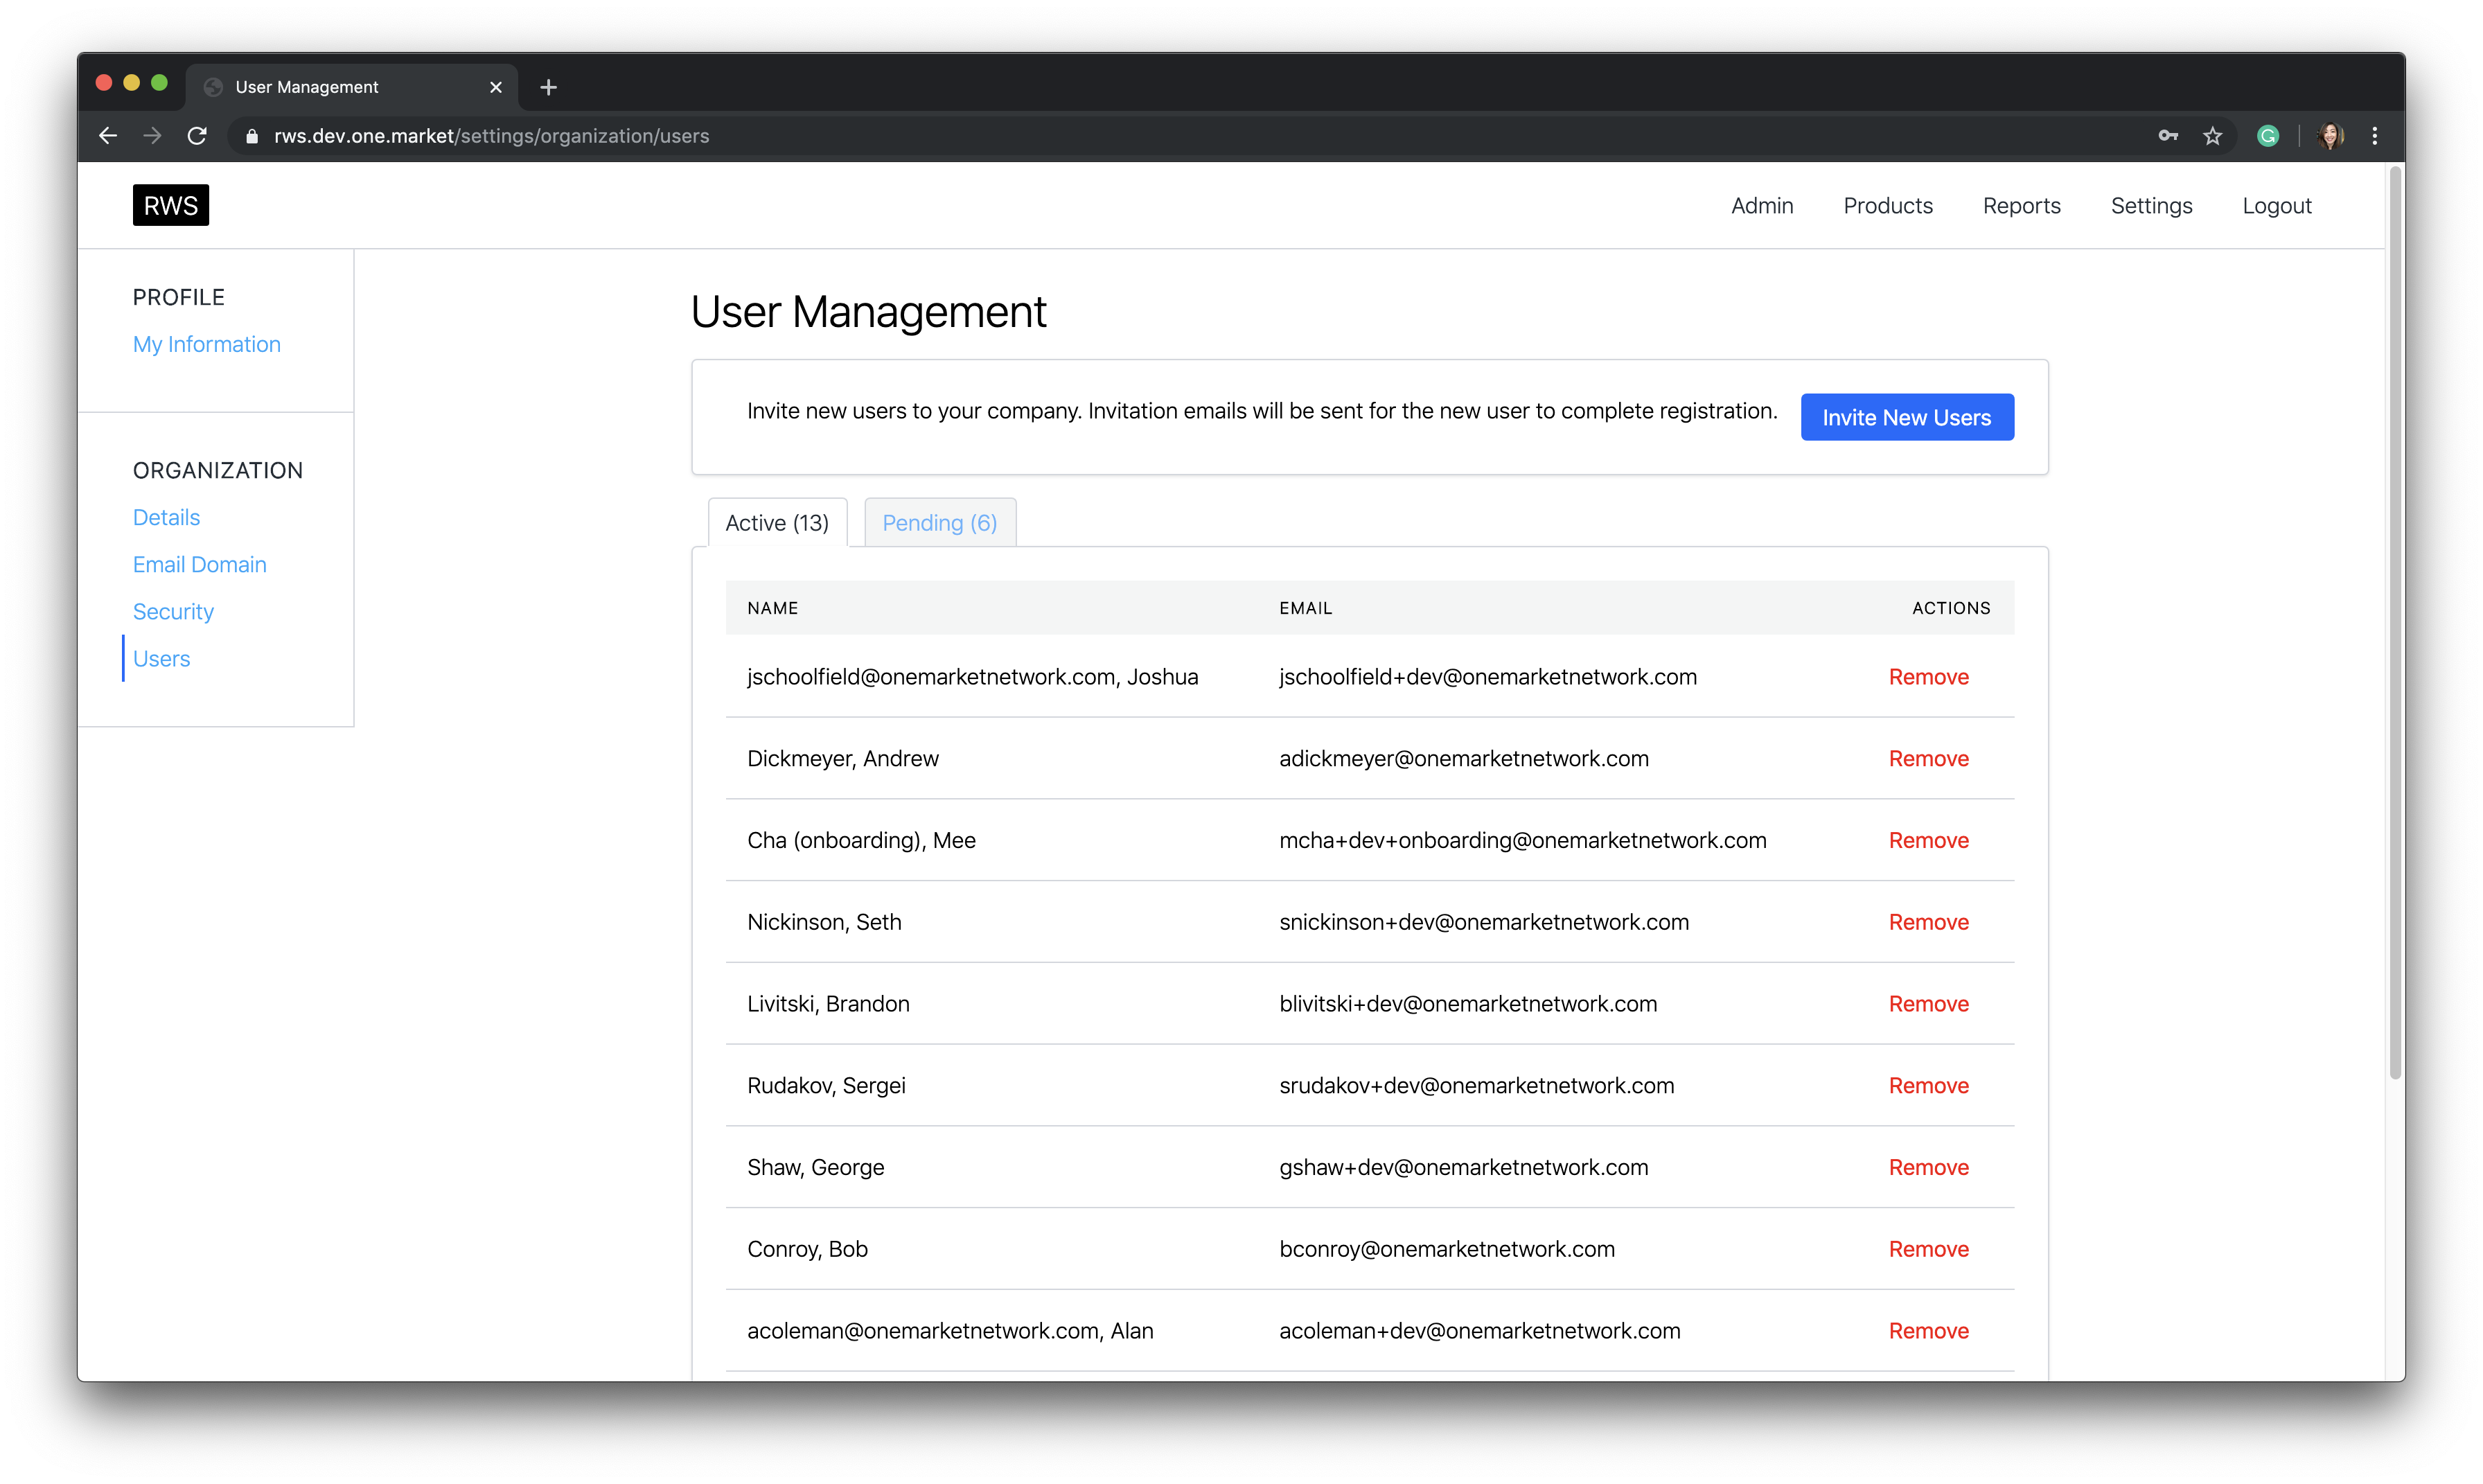 User Management
rws.dev.one.market/settings/organization/users
RWS
Admin Products Reports Settings Logout
PROFILE
My Information
ORGANIZATION
Details
Email Domain
Security
Users
User Management
Invite new users to your company. Invitation emails will be sent for the new user to complete registration. Invite New Users
Active (13) Pending (6)
NAME EMAIL ACTIONS
jschoolfield@onemarketnetwork.com, Joshua jschoolfield+dev@onemarketnetwork.com Remove
Dickmeyer, Andrew adickmeyer@onemarketnetwork.com Remove
Cha (onboarding), Mee mcha+dev+onboarding@onemarketnetwork.com Remove
Nickinson, Seth snickinson+dev@onemarketnetwork.com Remove
Livitski, Brandon blivitski+dev@onemarketnetwork.com Remove
Rudakov, Sergei srudakov+dev@onemarketnetwork.com Remove
Shaw, George gshaw+dev@onemarketnetwork.com Remove
Conroy, Bob bconroy@onemarketnetwork.com Remove
acoleman@onemarketnetwork.com, Alan acoleman+dev@onemarketnetwork.com Remove